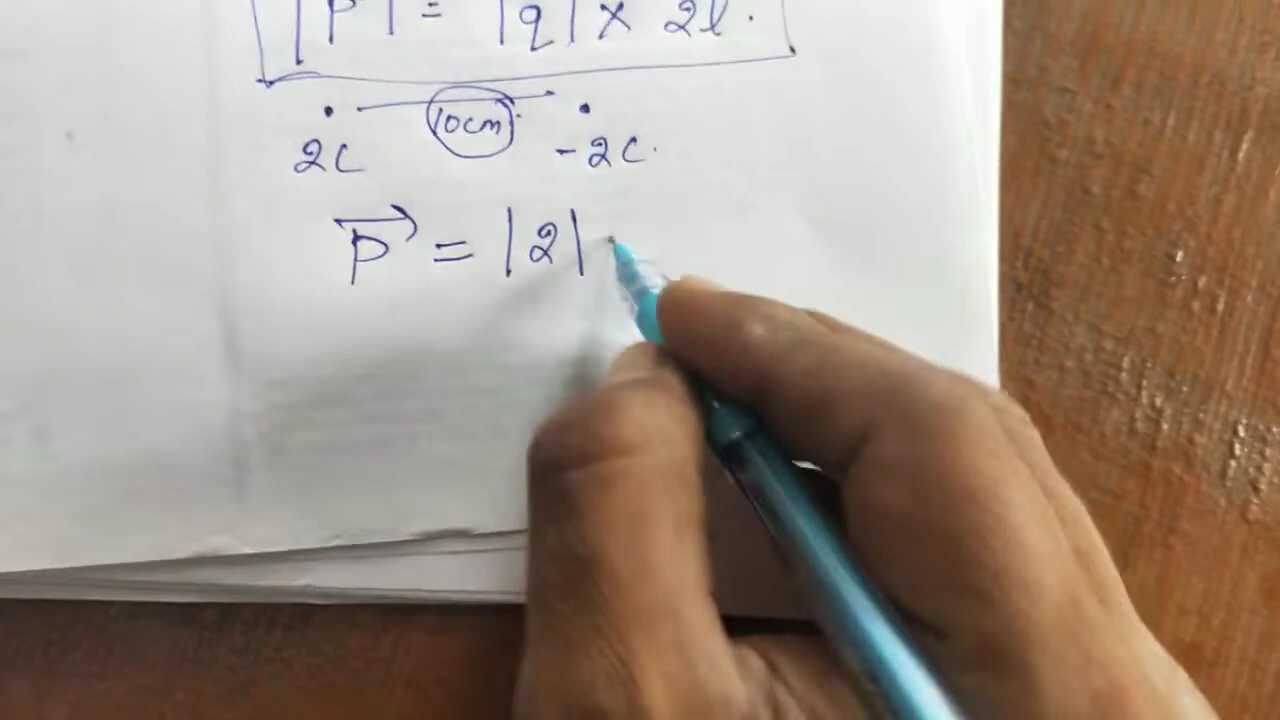 |P| = |q| × 2l.
10cm
2C -2C.
P = |2|